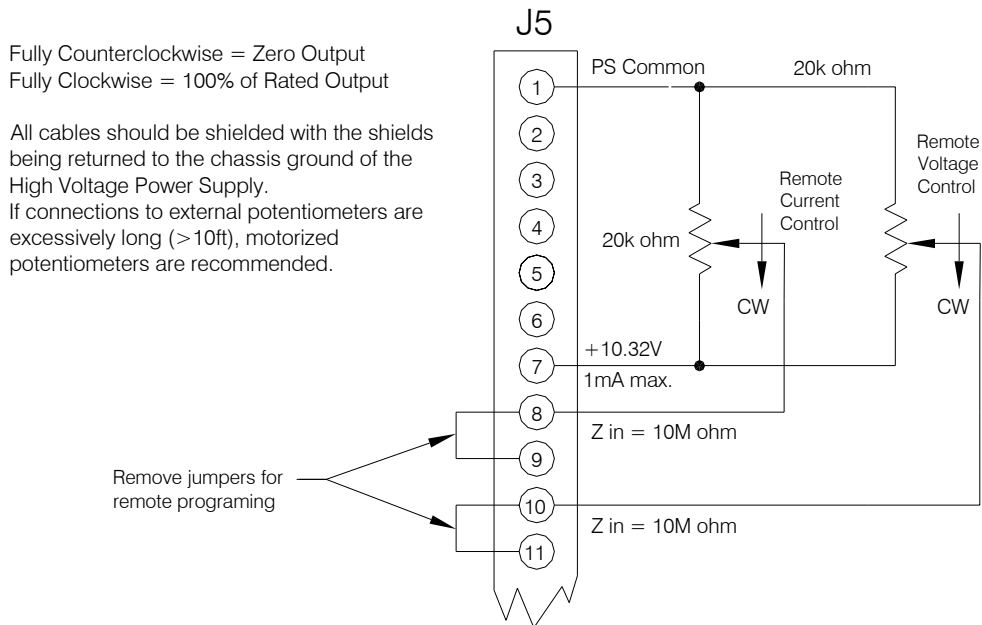 J5
Fully Counterclockwise = Zero Output
Fully Clockwise = 100% of Rated Output
All cables should be shielded with the shields
being returned to the chassis ground of the
High Voltage Power Supply.
If connections to external potentiometers are
excessively long (>10ft), motorized
potentiometers are recommended.
1
2
3
4
5
6
7
8
9
10
11
PS Common
20k ohm
Remote
Voltage
Control
Remote
Current
Control
20k ohm
CW
CW
+10.32V
1mA max.
Z in = 10M ohm
Z in = 10M ohm
Remove jumpers for
remote programing